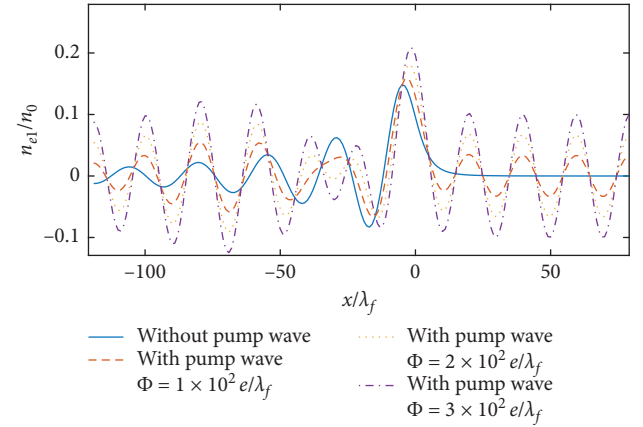 0.2
0.1
0
−0.1
n_{e1}/n_0
−100
−50
0
50
x/λ_f
Without pump wave
With pump wave
Φ = 1 × 10^2 e/λ_f
With pump wave
Φ = 2 × 10^2 e/λ_f
With pump wave
Φ = 3 × 10^2 e/λ_f